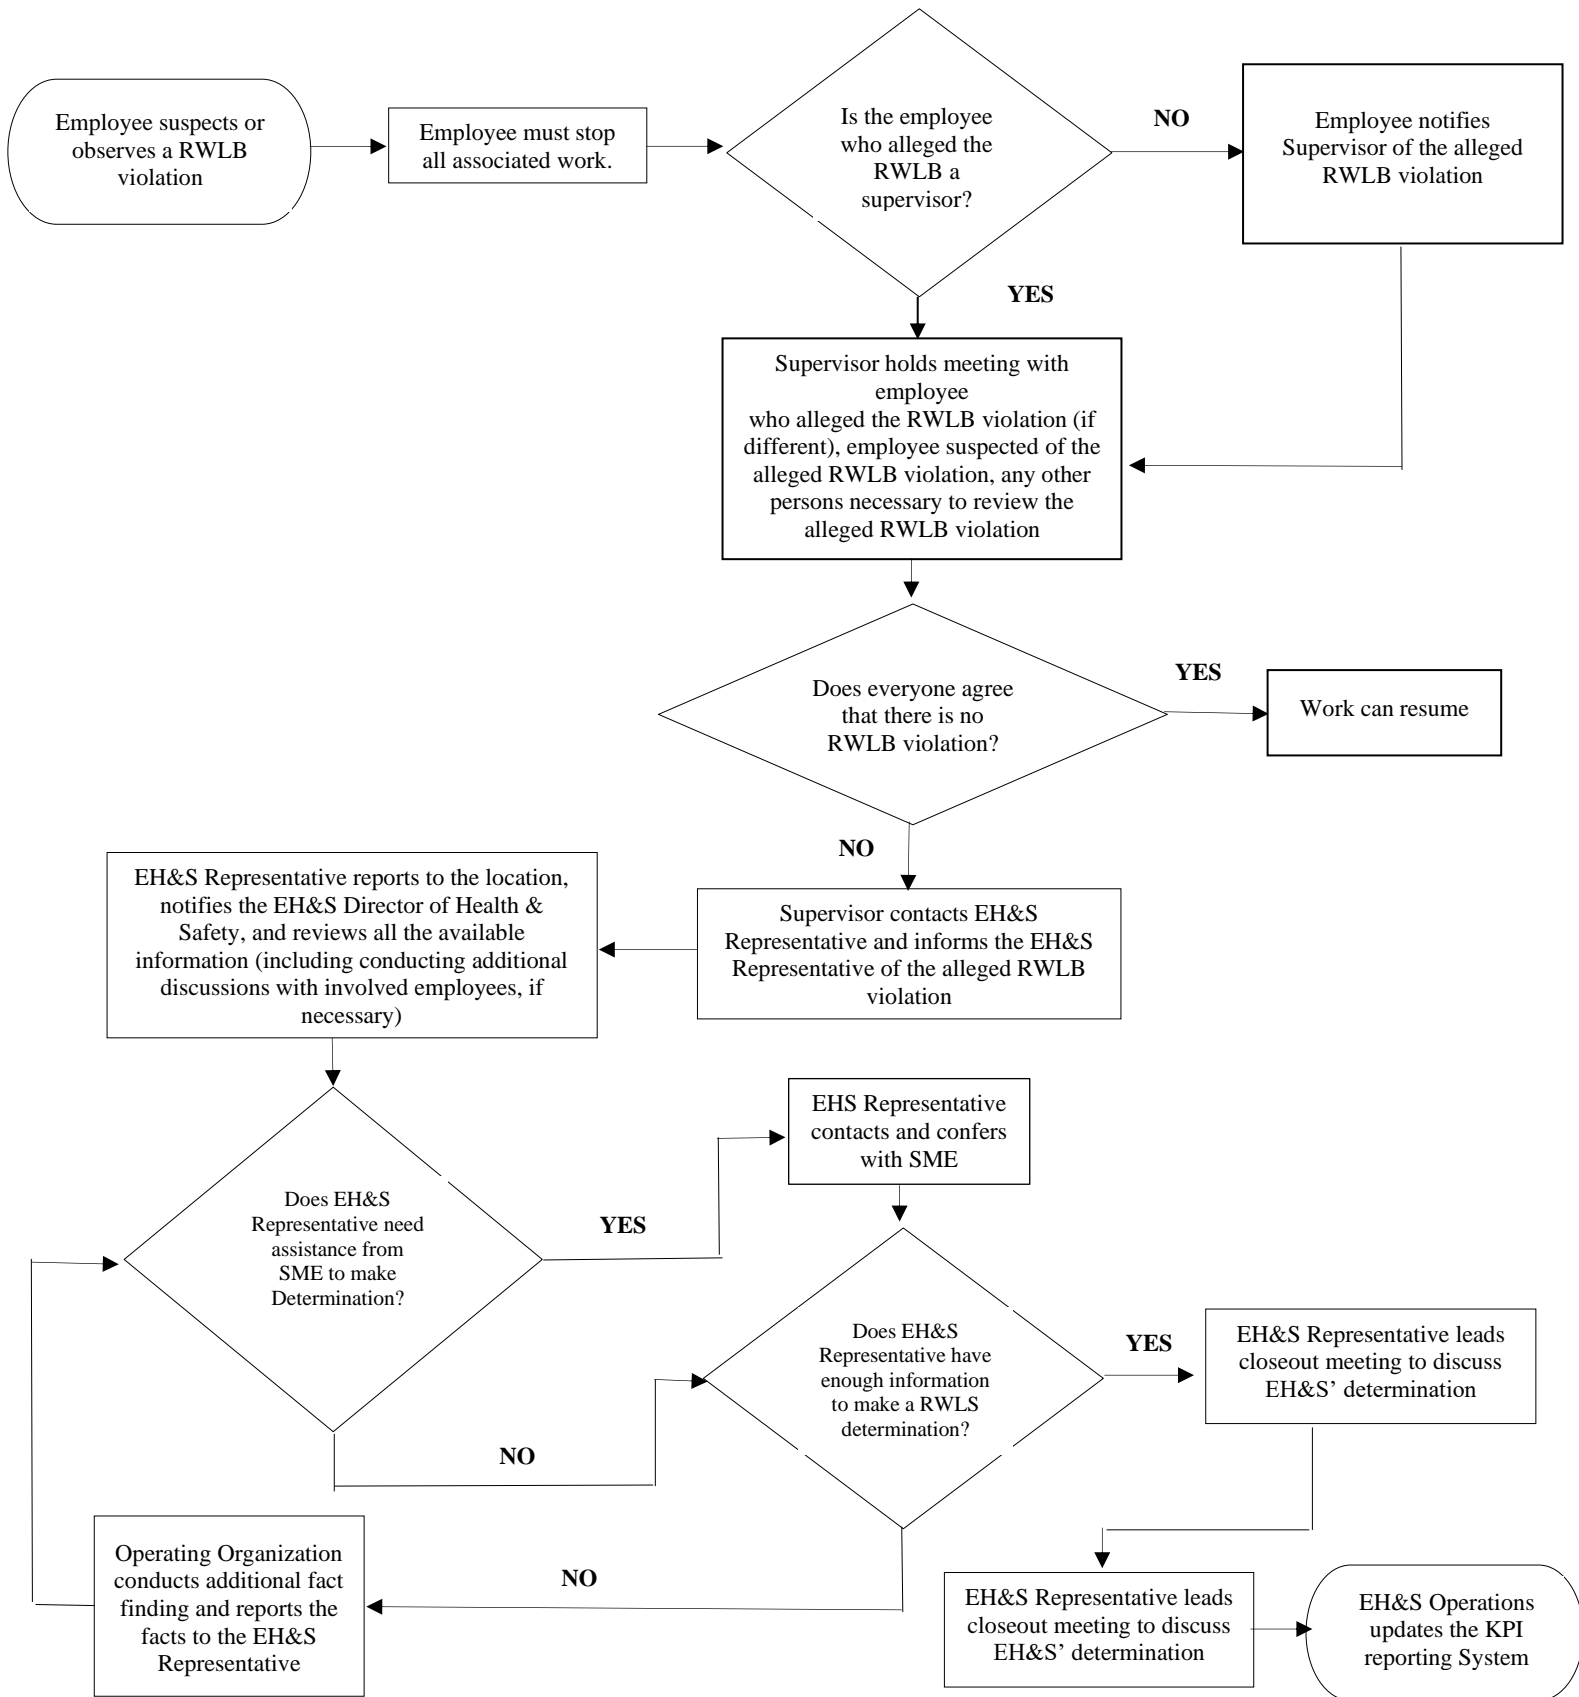 Employee suspects or
observes a RWLB
violation
Employee must stop
all associated work.
Is the employee
who alleged the
RWLB a
supervisor?
NO
Employee notifies
Supervisor of the alleged
RWLB violation
YES
Supervisor holds meeting with
employee
who alleged the RWLB violation (if
different), employee suspected of the
alleged RWLB violation, any other
persons necessary to review the
alleged RWLB violation
Does everyone agree
that there is no
RWLB violation?
YES
Work can resume
NO
Supervisor contacts EH&S
Representative and informs the EH&S
Representative of the alleged RWLB
violation
EH&S Representative reports to the location,
notifies the EH&S Director of Health &
Safety, and reviews all the available
information (including conducting additional
discussions with involved employees, if
necessary)
Does EH&S
Representative need
assistance from
SME to make
Determination?
YES
EHS Representative
contacts and confers
with SME
NO
Does EH&S
Representative have
enough information
to make a RWLS
determination?
YES
EH&S Representative leads
closeout meeting to discuss
EH&S’ determination
NO
Operating Organization
conducts additional fact
finding and reports the
facts to the EH&S
Representative
EH&S Representative leads
closeout meeting to discuss
EH&S’ determination
EH&S Operations
updates the KPI
reporting System